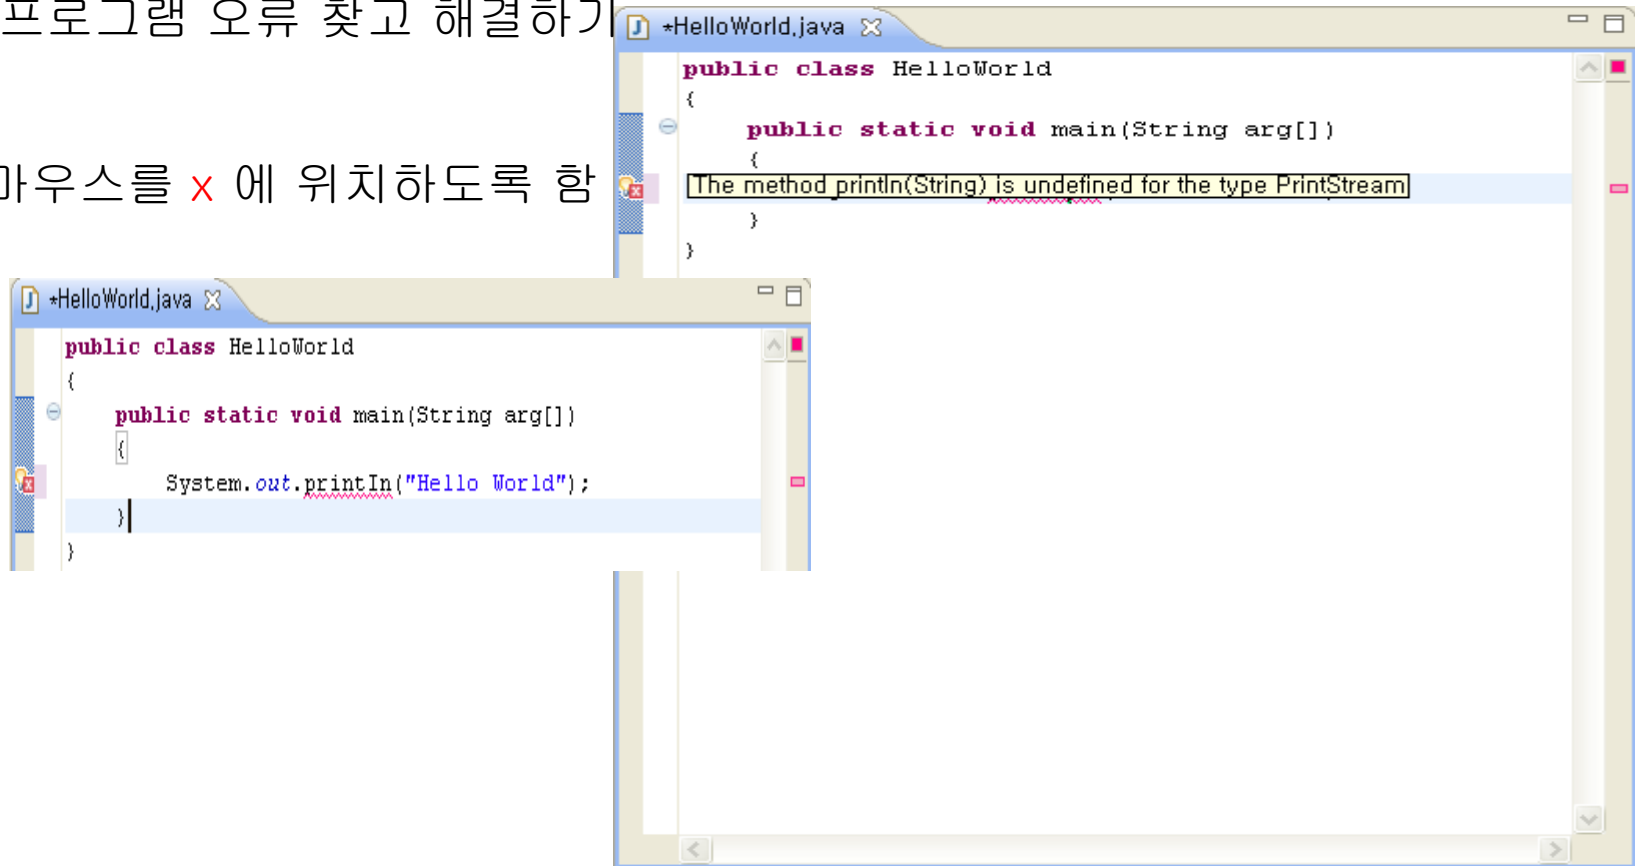 프로그램 오류 찾고 해결하기
마우스를 x 에 위치하도록 함
*HelloWorld.java
public class HelloWorld
{
public static void main(String arg[])
{
The method printIn(String) is undefined for the type PrintStream
}
}
*HelloWorld.java
public class HelloWorld
{
public static void main(String arg[])
{
System.out.printIn("Hello World");
}
}